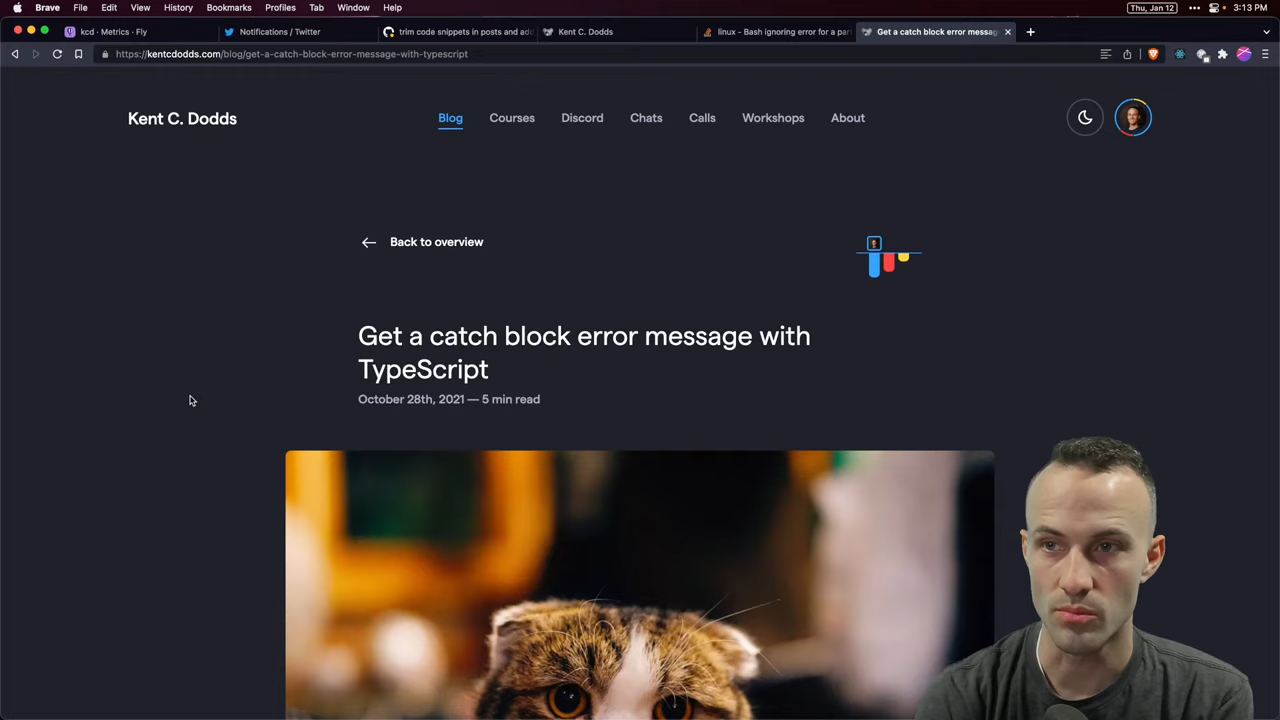 Brave File Edit View History Bookmarks Profiles Tab Window Help Thu, Jan 12 3:13 PM
kcd - Metrics - Fly Notifications / Twitter trim code snippets in posts and add Kent C. Dodds linux - Bash ignoring error for a part Get a catch block error messag
https://kentcdodds.com/blog/get-a-catch-block-error-message-with-typescript
Kent C. Dodds Blog Courses Discord Chats Calls Workshops About
Back to overview
Get a catch block error message with
TypeScript
October 28th, 2021 — 5 min read